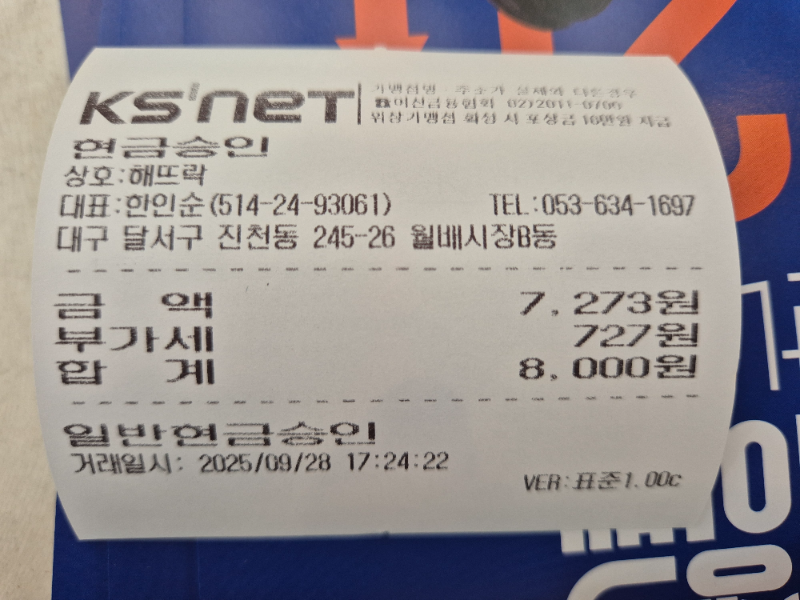 KS'net
가맹점명·주소가 실제와 다른경우
☎여신금융협회 02)2011-0700
위장가맹점 확정 시 포상금 10만원 지급
현금승인
상호:해뜨락
대표:한인순(514-24-93061) TEL:053-634-1697
대구 달서구 진천동 245-26 월배시장B동
금 액 7,273원
부가세 727원
합 계 8,000원
일반현금승인
거래일시: 2025/09/28 17:24:22
VER:표준1.00c